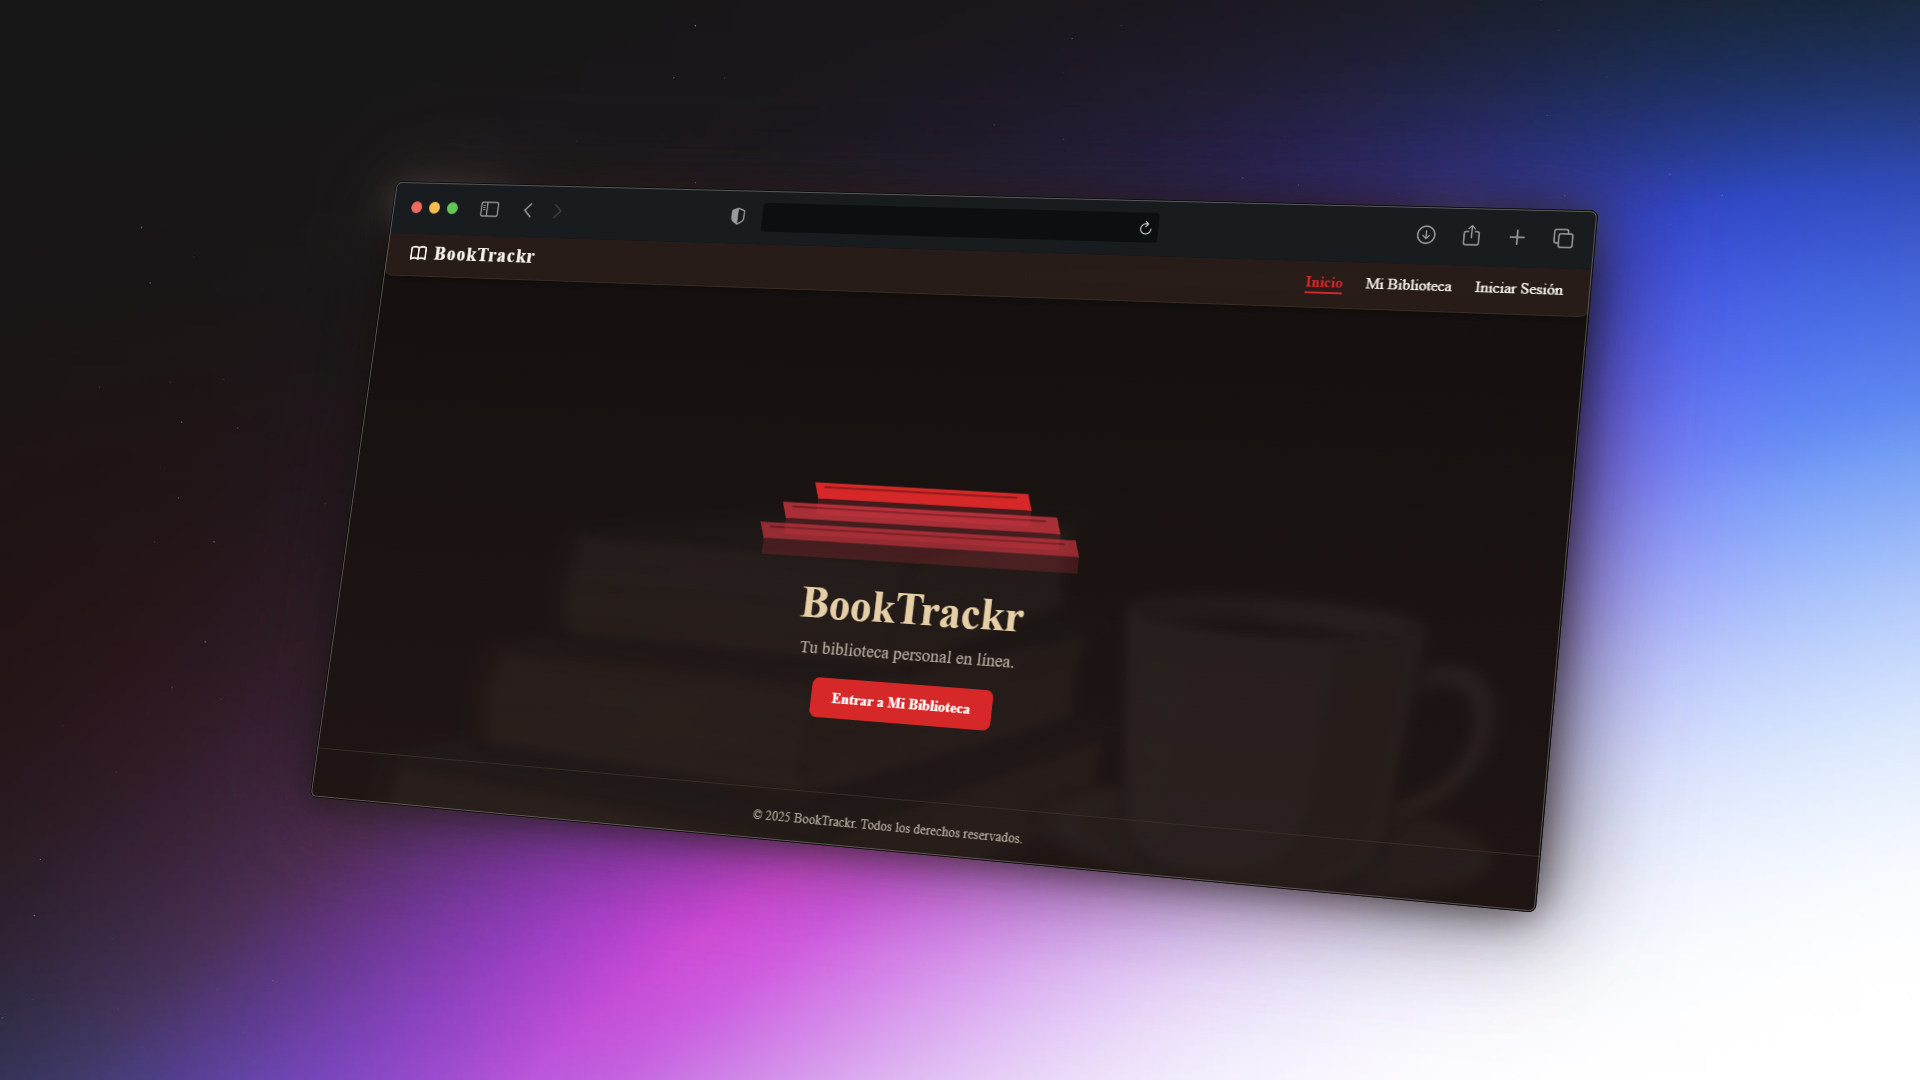 BookTrackr
Inicio Mi Biblioteca Iniciar Sesión
BookTrackr
Tu biblioteca personal en línea.
Entrar a Mi Biblioteca
© 2025 BookTrackr. Todos los derechos reservados.